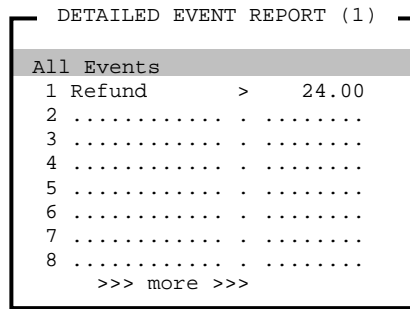 DETAILED EVENT REPORT (1)
All Events
1 Refund > 24.00
2 ............ . ........
3 ............ . ........
4 ............ . ........
5 ............ . ........
6 ............ . ........
7 ............ . ........
8 ............ . ........
>>> more >>>